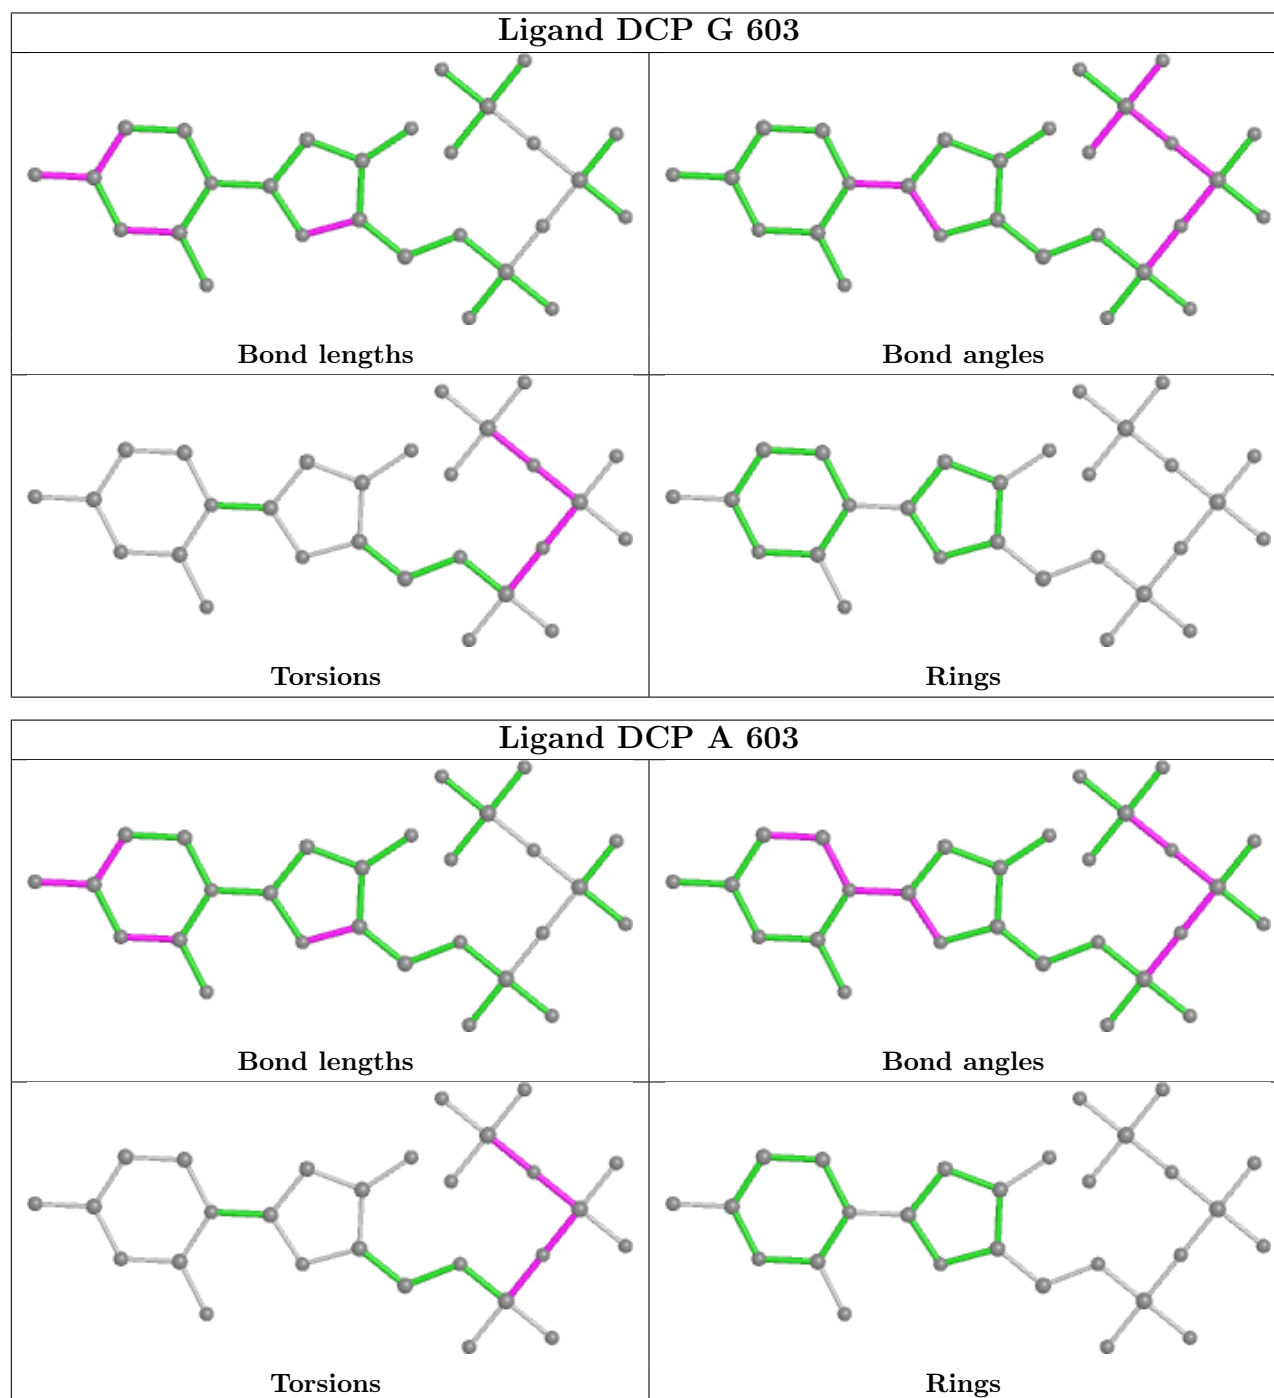 Ligand DCP G 603
Bond lengths
Bond angles
Torsions
Rings
Ligand DCP A 603
Bond lengths
Bond angles
Torsions
Rings